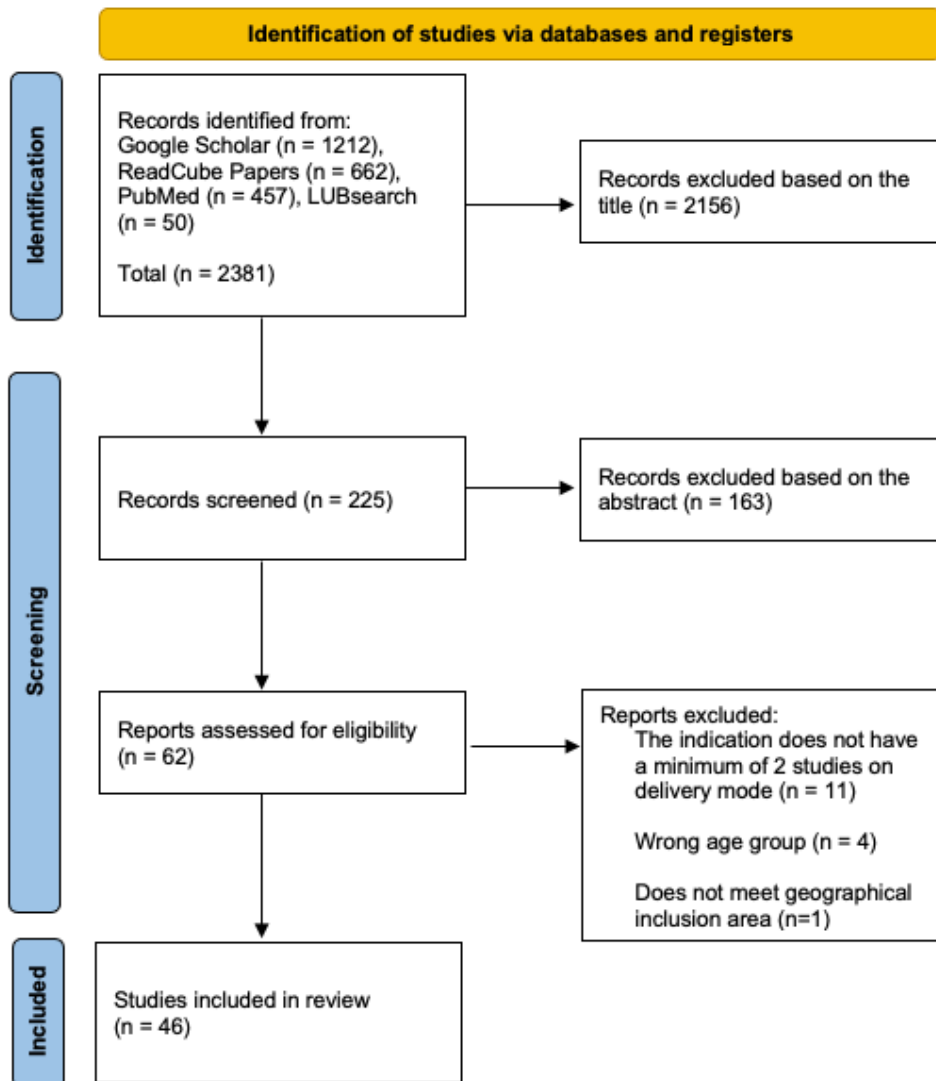 Identification of studies via databases and registers
Identification
Records identified from:
Google Scholar (n = 1212),
ReadCube Papers (n = 662),
PubMed (n = 457), LUBsearch
(n = 50)
Total (n = 2381)
Records excluded based on the
title (n = 2156)
Screening
Records screened (n = 225)
Records excluded based on the
abstract (n = 163)
Reports assessed for eligibility
(n = 62)
Reports excluded:
The indication does not have
a minimum of 2 studies on
delivery mode (n = 11)
Wrong age group (n = 4)
Does not meet geographical
inclusion area (n=1)
Included
Studies included in review
(n = 46)